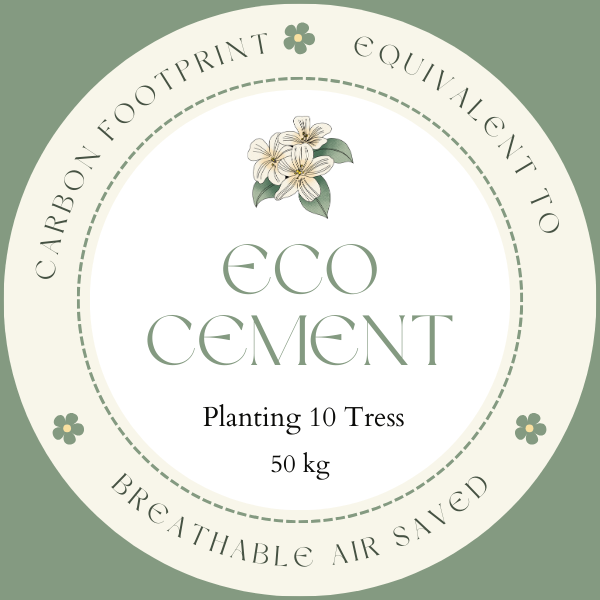 CARBON FOOTPRINT
EQUIVALENT TO
ECO
CEMENT
Planting 10 Tress
50 kg
BREATHABLE AIR SAVED